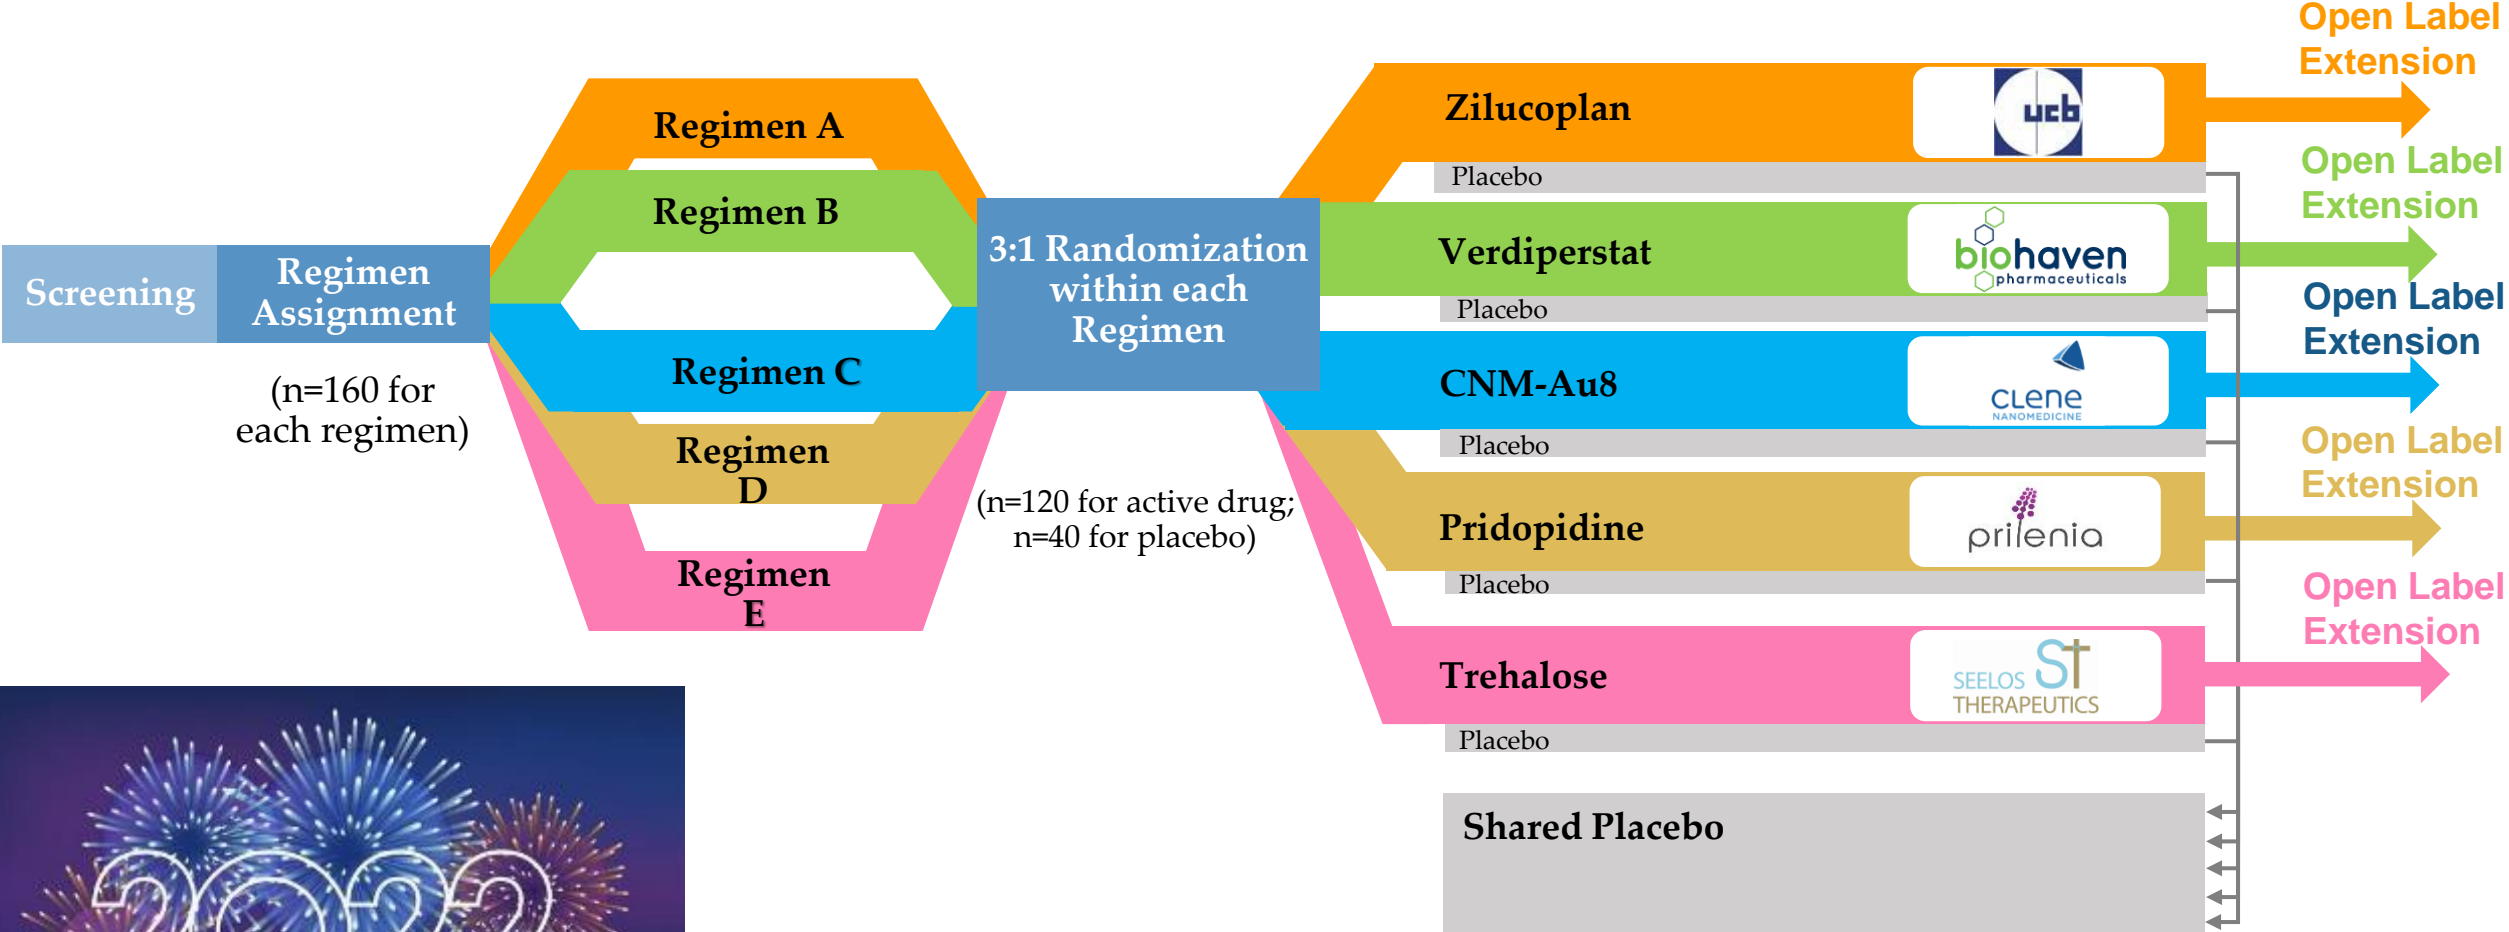 Screening
Regimen
Assignment
(n=160 for
each regimen)
Regimen A
Regimen B
Regimen C
Regimen
D
Regimen
E
3:1 Randomization
within each
Regimen
(n=120 for active drug;
n=40 for placebo)
Zilucoplan
ucb
Placebo
Open Label
Extension
Verdiperstat
biohaven
pharmaceuticals
Placebo
Open Label
Extension
CNM-Au8
CLENE
NANOMEDICINE
Placebo
Open Label
Extension
Pridopidine
prilenia
Placebo
Open Label
Extension
Trehalose
ST
SEELOS
THERAPEUTICS
Placebo
Open Label
Extension
Shared Placebo
2022